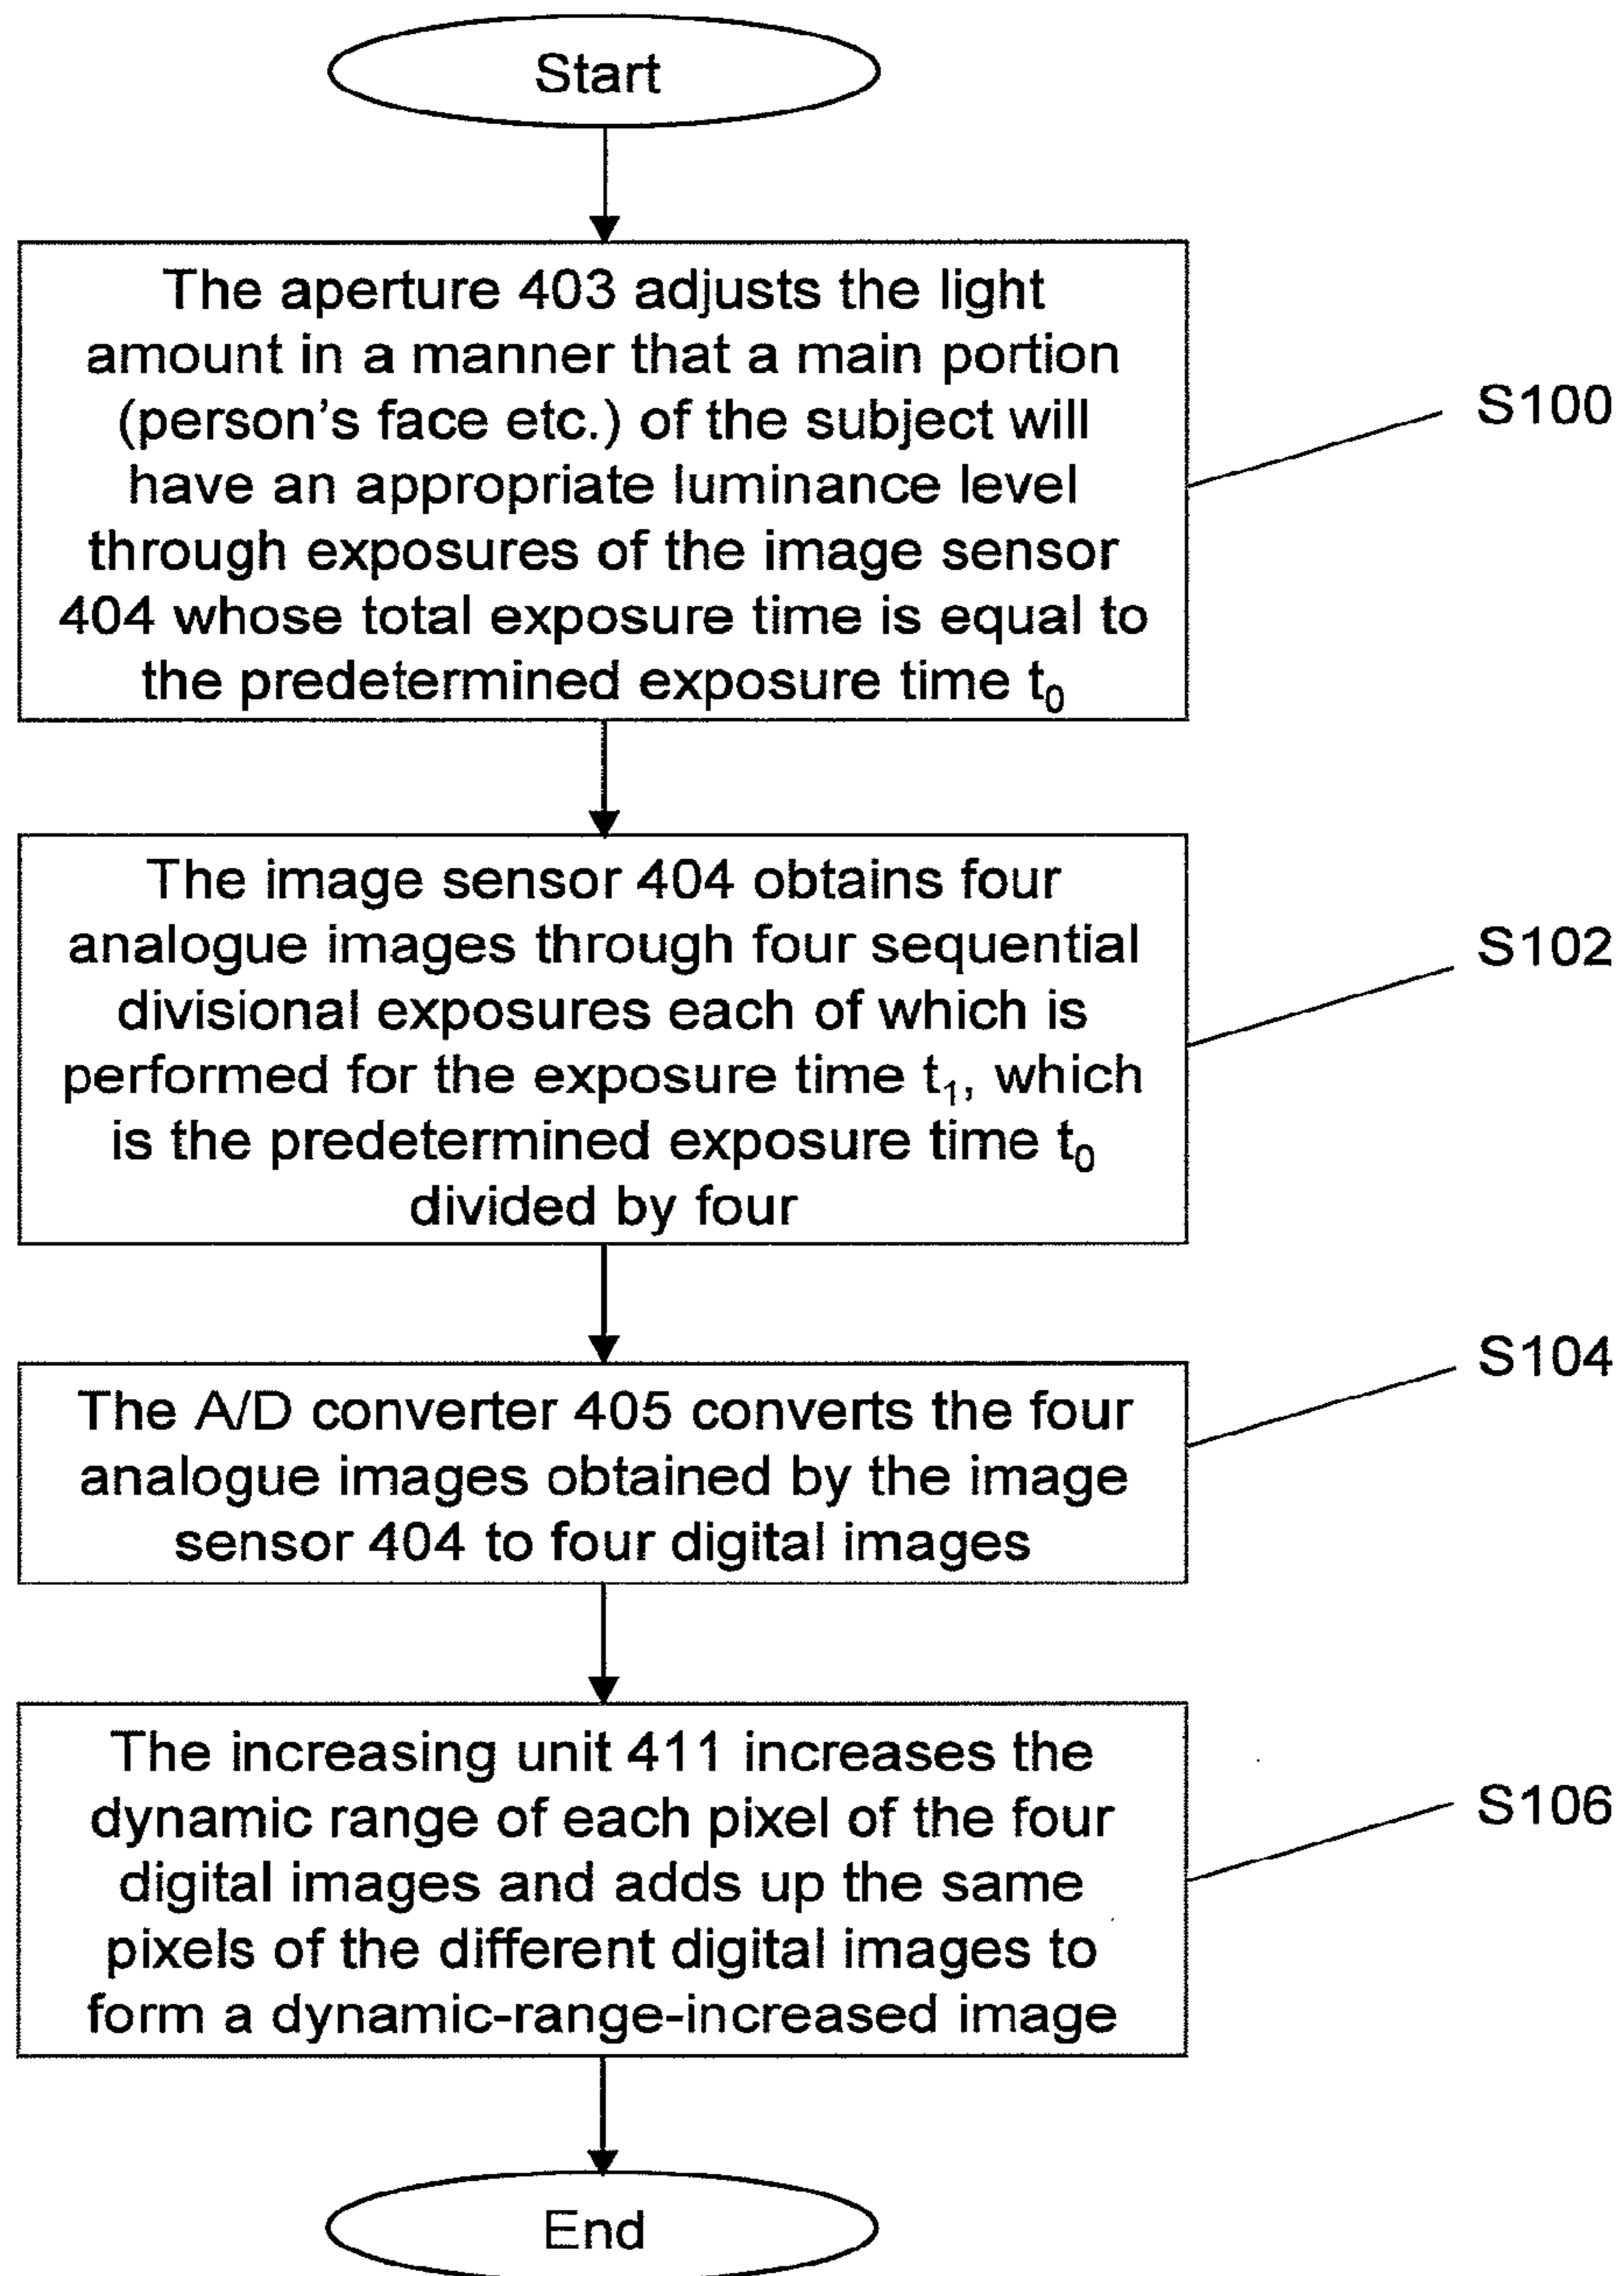 Start
The aperture 403 adjusts the light
amount in a manner that a main portion
(person's face etc.) of the subject will
have an appropriate luminance level
through exposures of the image sensor
404 whose total exposure time is equal to
the predetermined exposure time t₀
S100
The image sensor 404 obtains four
analogue images through four sequential
divisional exposures each of which is
performed for the exposure time t₁, which
is the predetermined exposure time t₀
divided by four
S102
The A/D converter 405 converts the four
analogue images obtained by the image
sensor 404 to four digital images
S104
The increasing unit 411 increases the
dynamic range of each pixel of the four
digital images and adds up the same
pixels of the different digital images to
form a dynamic-range-increased image
S106
End